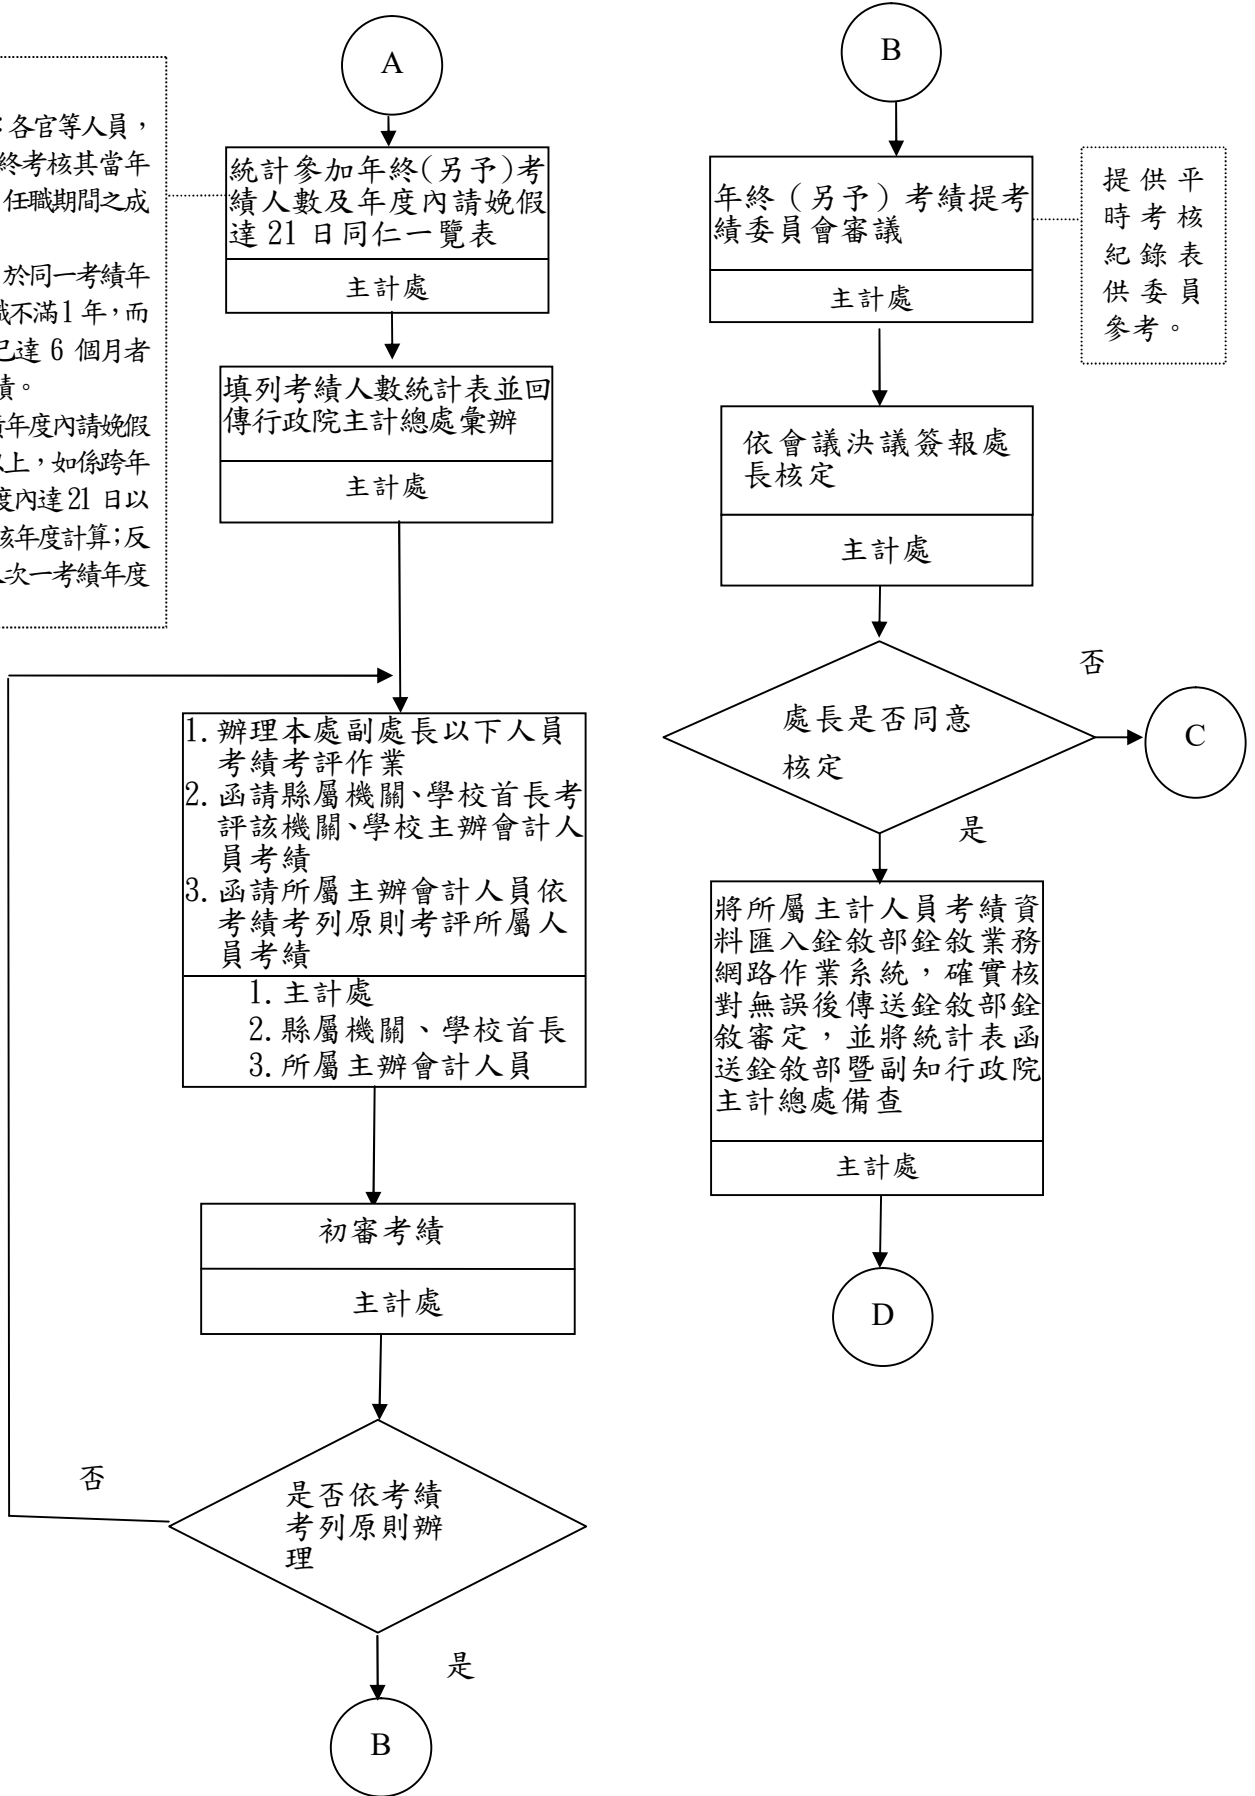 A
：各官等人員，
終考核其當年
任職期間之成
於同一考績年
職不滿1年，而
已達 6 個月者
績。
年度內請娩假
以上，如係跨年
度內達21日以
該年度計算；反
次一考績年度
統計參加年終(另予)考
績人數及年度內請娩假
達 21 日同仁一覽表
主計處
填列考績人數統計表並回
傳行政院主計總處彙辦
主計處
1. 辦理本處副處長以下人員
考績考評作業
2. 函請縣屬機關、學校首長考
評該機關、學校主辦會計人
員考績
3. 函請所屬主辦會計人員依
考績考列原則考評所屬人
員考績
1. 主計處
2. 縣屬機關、學校首長
3. 所屬主辦會計人員
初審考績
主計處
是否依考績
考列原則辦
理
否
是
B
B
年終（另予）考績提考
績委員會審議
主計處
提供平
時考核
紀錄表
供委員
參考。
依會議決議簽報處
長核定
主計處
處長是否同意
核定
否
C
是
將所屬主計人員考績資
料匯入銓敘部銓敘業務
網路作業系統，確實核
對無誤後傳送銓敘部銓
敘審定，並將統計表函
送銓敘部暨副知行政院
主計總處備查
主計處
D